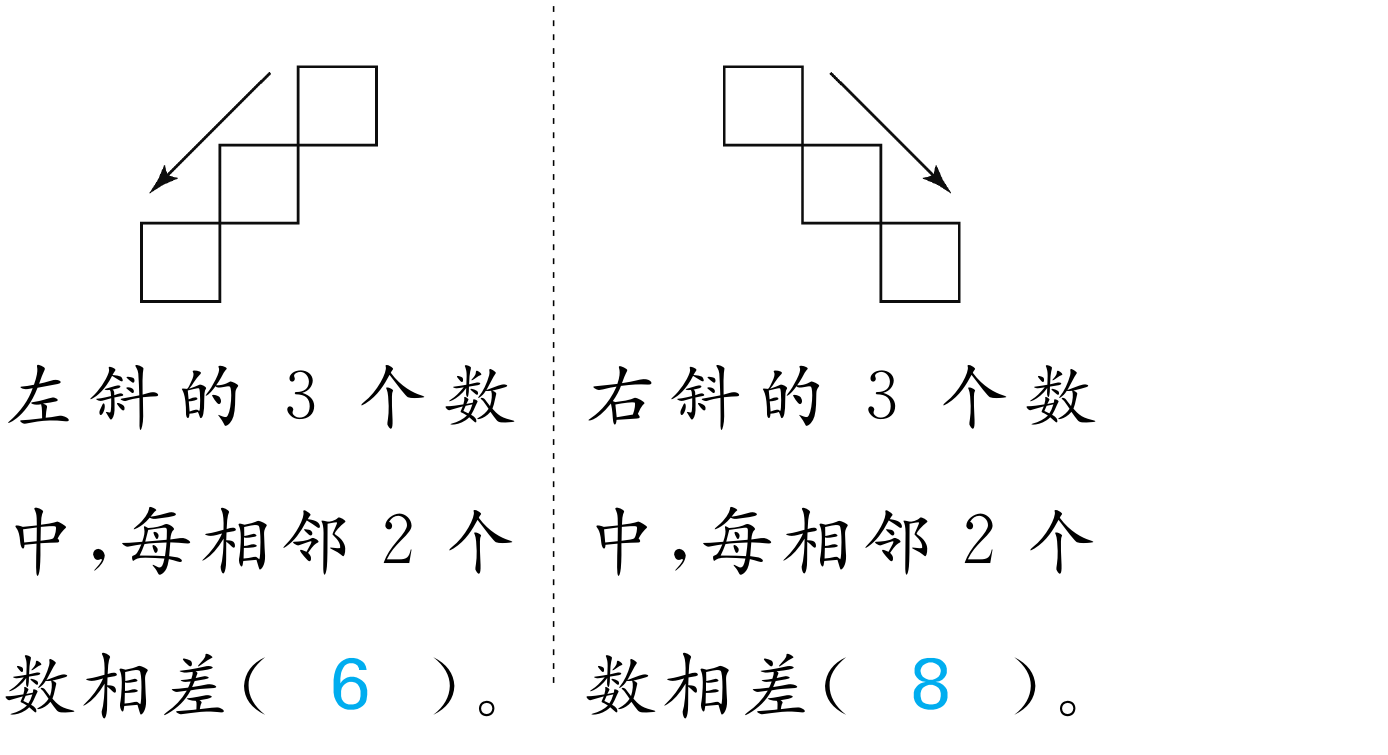 左斜的 3 个数
中,每相邻 2 个
数相差( 6 )。
右斜的 3 个数
中,每相邻 2 个
数相差( 8 )。